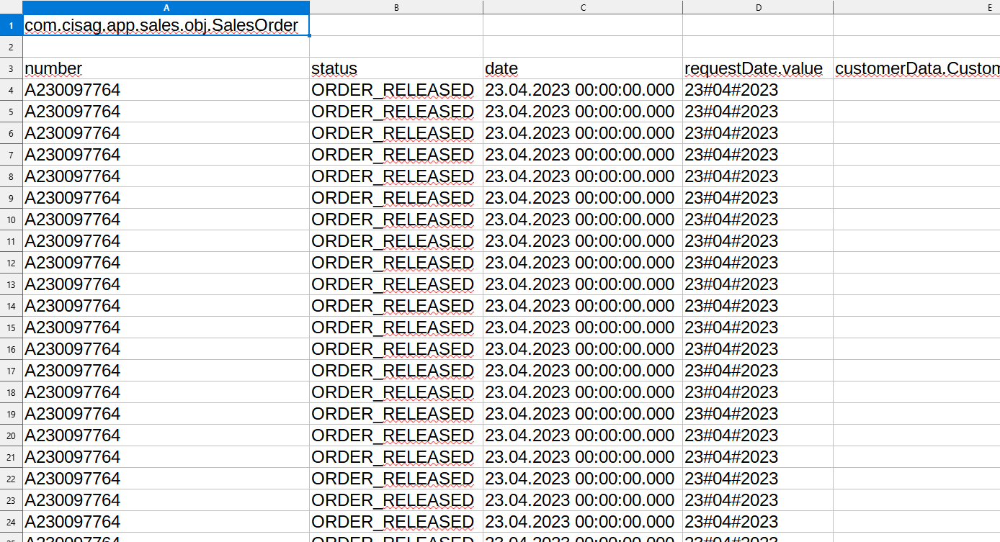 A B C D E
1 com.cisag.app.sales.obj.SalesOrder
2
3 number status date requestDate.value customerData.Custom
4 A230097764 ORDER_RELEASED 23.04.2023 00:00:00.000 23#04#2023
5 A230097764 ORDER_RELEASED 23.04.2023 00:00:00.000 23#04#2023
6 A230097764 ORDER_RELEASED 23.04.2023 00:00:00.000 23#04#2023
7 A230097764 ORDER_RELEASED 23.04.2023 00:00:00.000 23#04#2023
8 A230097764 ORDER_RELEASED 23.04.2023 00:00:00.000 23#04#2023
9 A230097764 ORDER_RELEASED 23.04.2023 00:00:00.000 23#04#2023
10 A230097764 ORDER_RELEASED 23.04.2023 00:00:00.000 23#04#2023
11 A230097764 ORDER_RELEASED 23.04.2023 00:00:00.000 23#04#2023
12 A230097764 ORDER_RELEASED 23.04.2023 00:00:00.000 23#04#2023
13 A230097764 ORDER_RELEASED 23.04.2023 00:00:00.000 23#04#2023
14 A230097764 ORDER_RELEASED 23.04.2023 00:00:00.000 23#04#2023
15 A230097764 ORDER_RELEASED 23.04.2023 00:00:00.000 23#04#2023
16 A230097764 ORDER_RELEASED 23.04.2023 00:00:00.000 23#04#2023
17 A230097764 ORDER_RELEASED 23.04.2023 00:00:00.000 23#04#2023
18 A230097764 ORDER_RELEASED 23.04.2023 00:00:00.000 23#04#2023
19 A230097764 ORDER_RELEASED 23.04.2023 00:00:00.000 23#04#2023
20 A230097764 ORDER_RELEASED 23.04.2023 00:00:00.000 23#04#2023
21 A230097764 ORDER_RELEASED 23.04.2023 00:00:00.000 23#04#2023
22 A230097764 ORDER_RELEASED 23.04.2023 00:00:00.000 23#04#2023
23 A230097764 ORDER_RELEASED 23.04.2023 00:00:00.000 23#04#2023
24 A230097764 ORDER_RELEASED 23.04.2023 00:00:00.000 23#04#2023